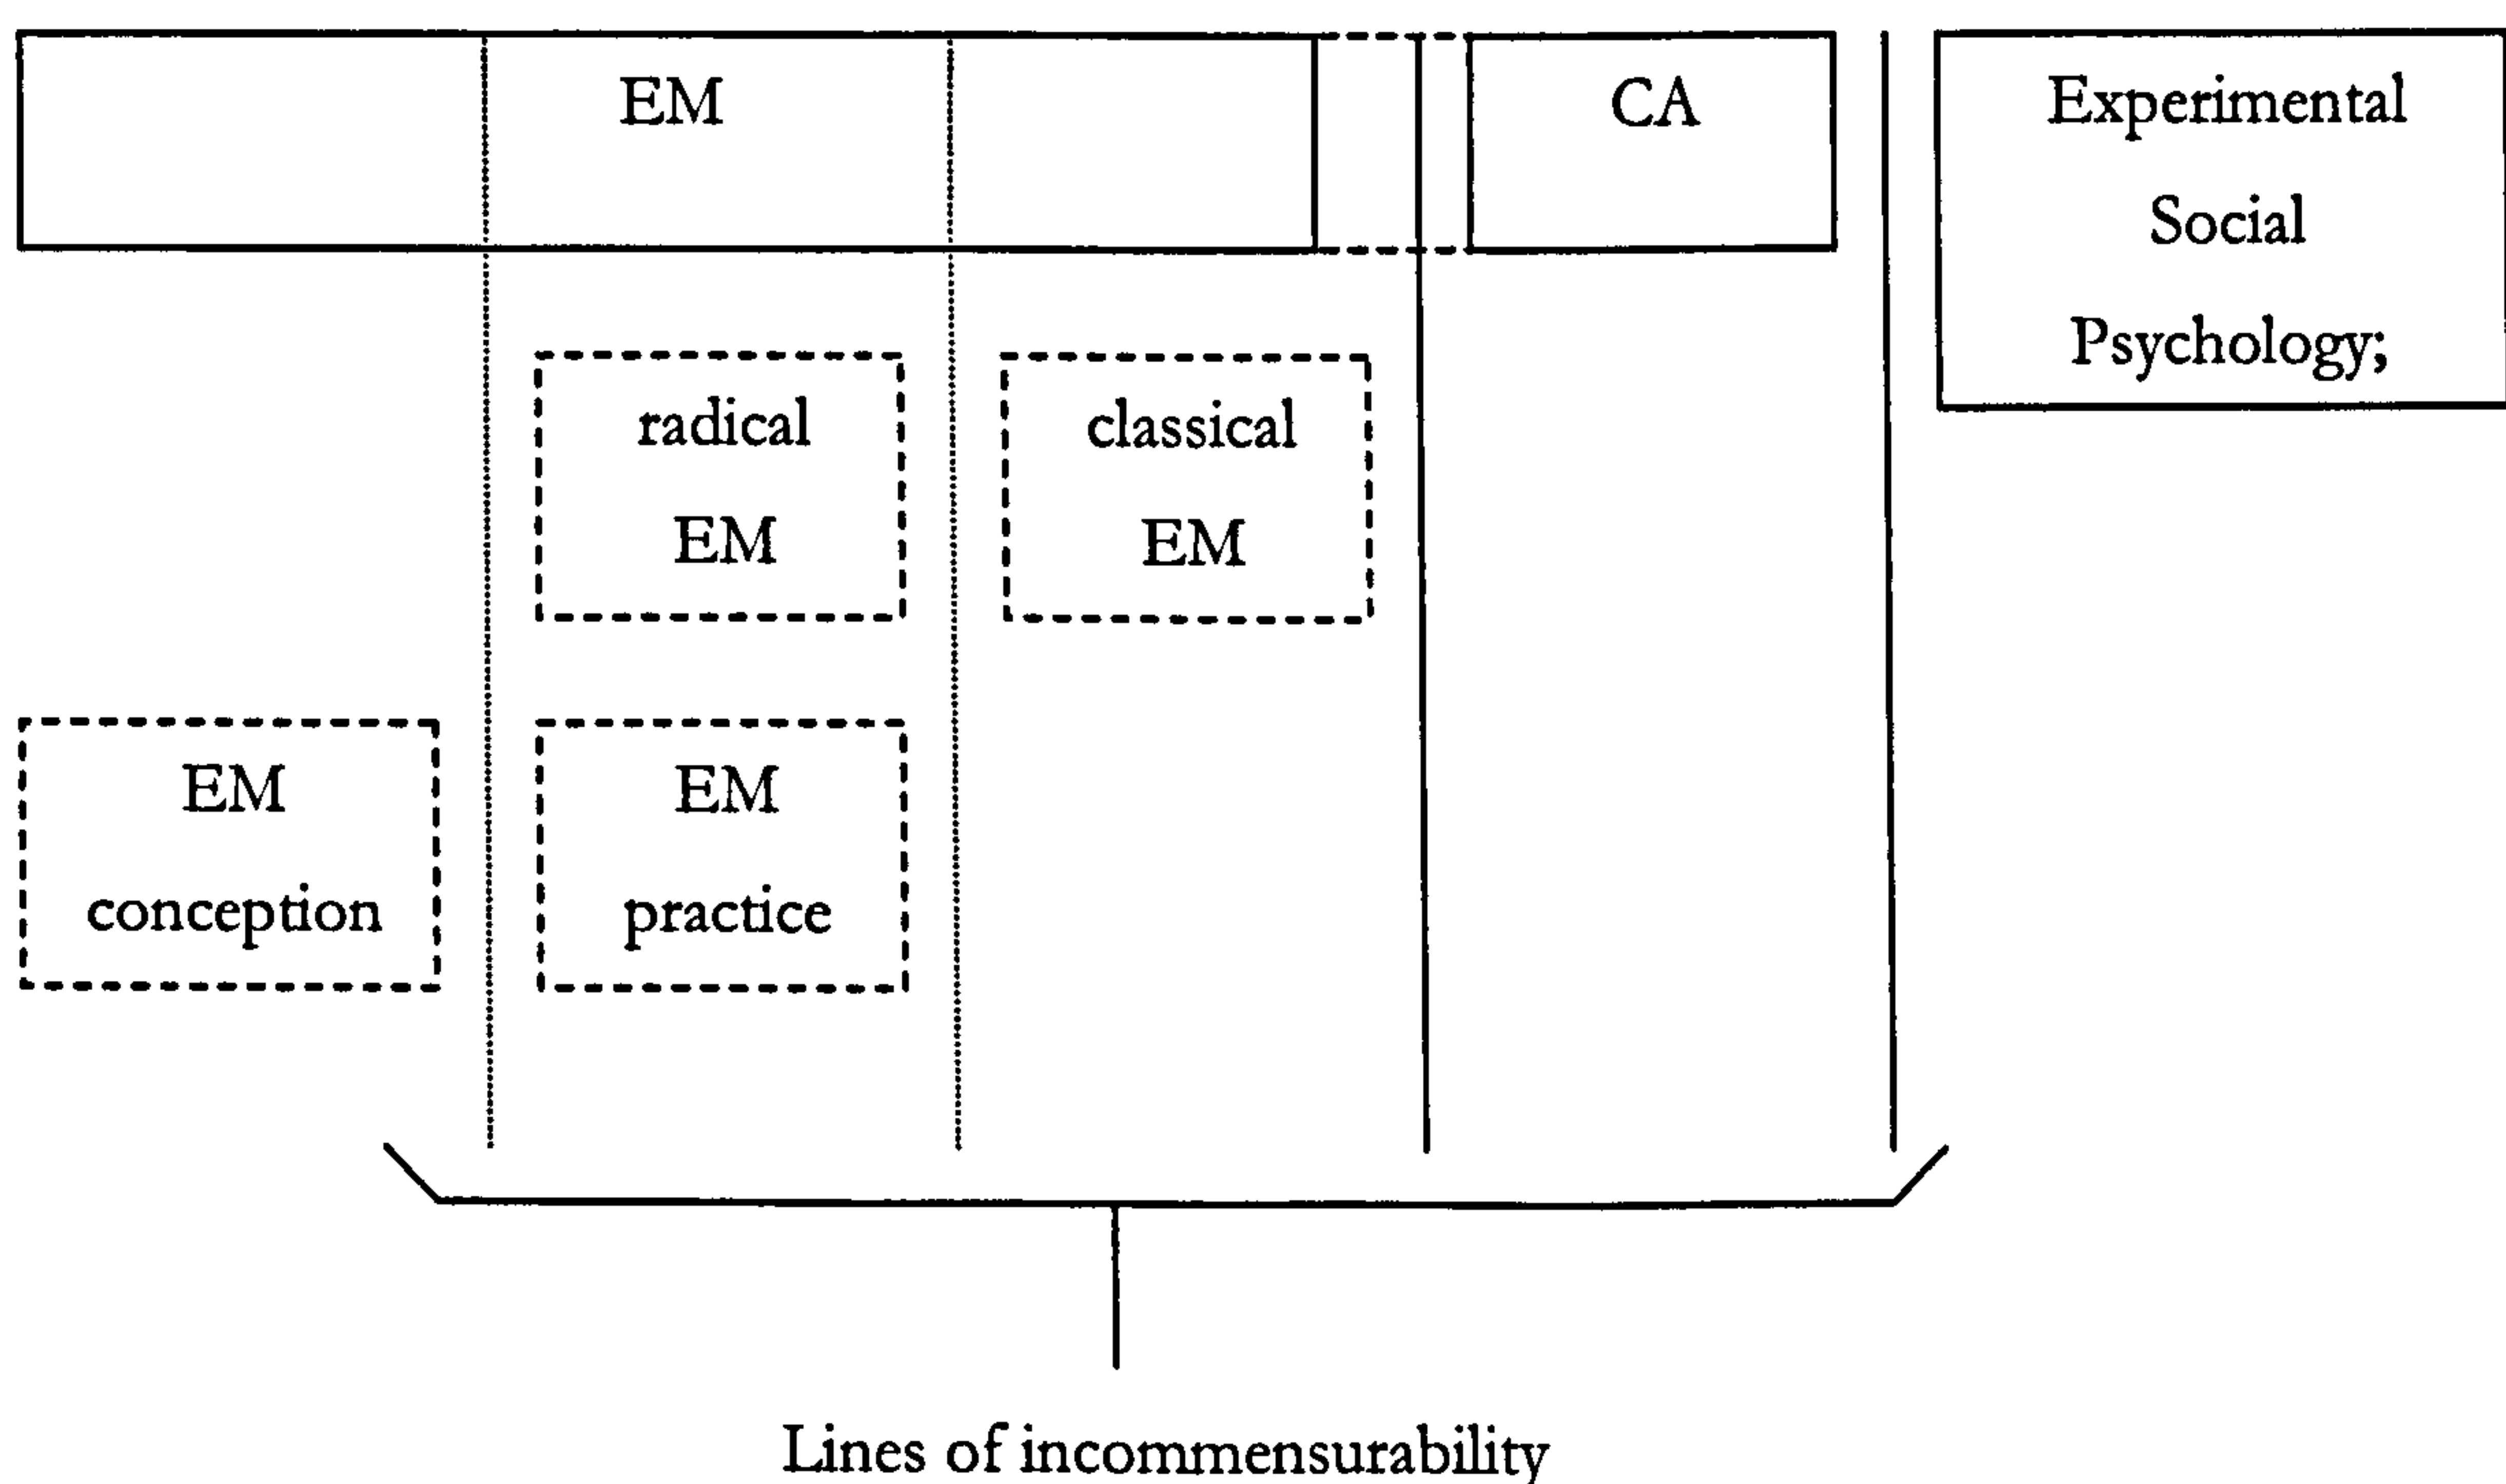 EM
CA
Experimental
Social
Psychology;
radical
EM
classical
EM
EM
conception
EM
practice
Lines of incommensurability